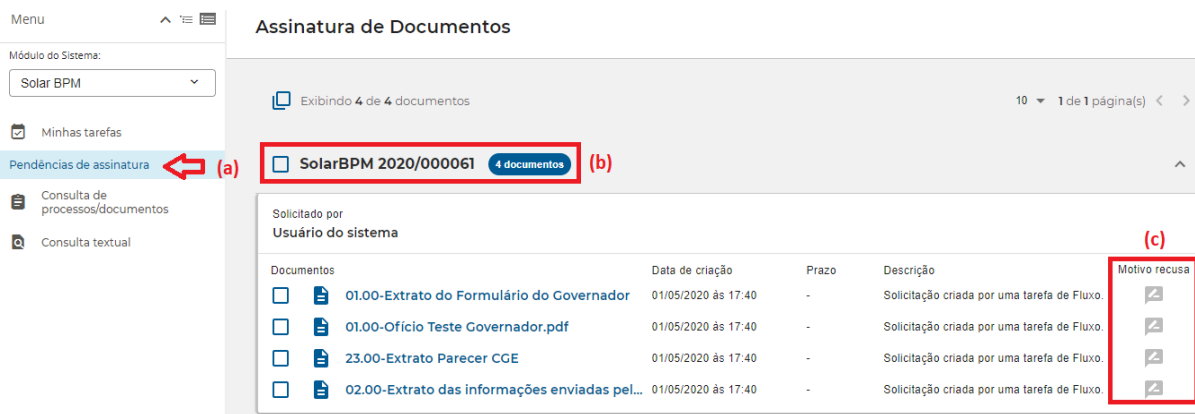 Menu
Módulo do Sistema:
Solar BPM
Minhas tarefas
Pendências de assinatura
(a)
Consulta de
processos/documentos
Consulta textual
Assinatura de Documentos
Exibindo 4 de 4 documentos
10 1 de 1 página(s)
SolarBPM 2020/000061 4 documentos (b)
Solicitado por
Usuário do sistema
(c)
Documentos Data de criação Prazo Descrição Motivo recusa
01.00-Extrato do Formulário do Governador 01/05/2020 às 17:40 - Solicitação criada por uma tarefa de Fluxo.
01.00-Ofício Teste Governador.pdf 01/05/2020 às 17:40 - Solicitação criada por uma tarefa de Fluxo.
23.00-Extrato Parecer CGE 01/05/2020 às 17:40 - Solicitação criada por uma tarefa de Fluxo.
02.00-Extrato das informações enviadas pel... 01/05/2020 às 17:40 - Solicitação criada por uma tarefa de Fluxo.